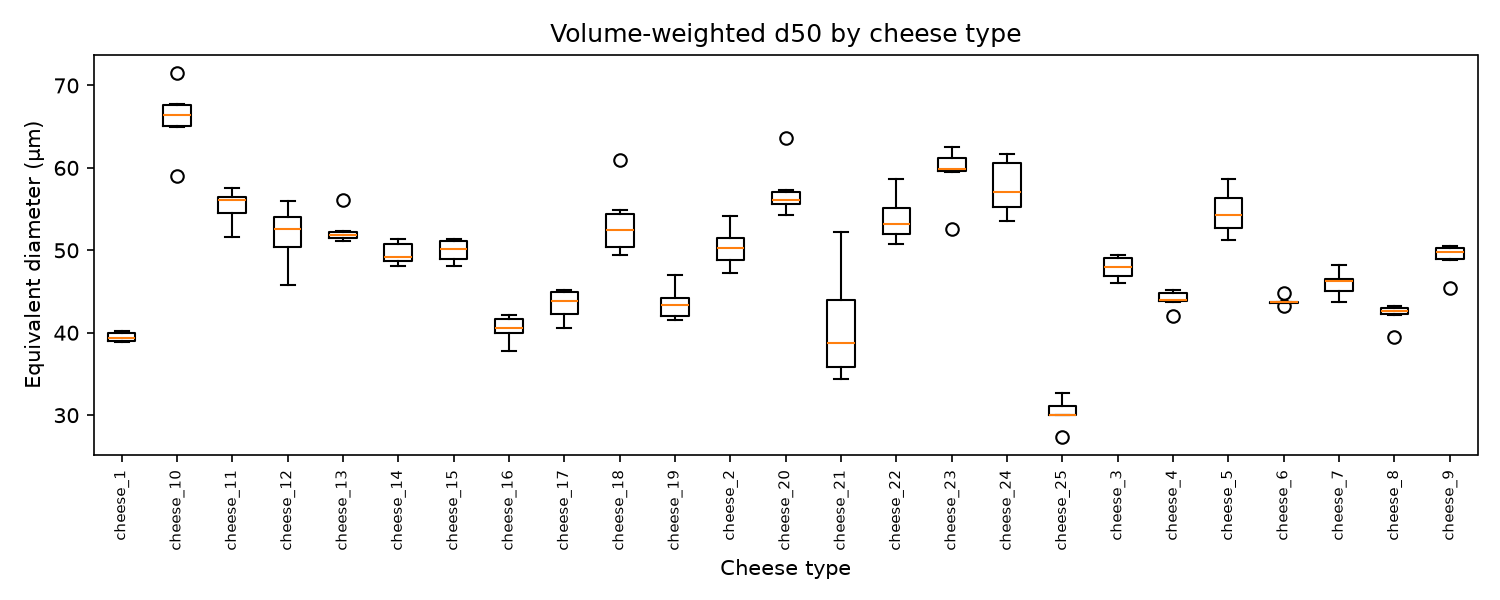 Volume-weighted d50 by cheese type
Equivalent diameter (µm)
70
60
50
40
30
cheese_1
cheese_10
cheese_11
cheese_12
cheese_13
cheese_14
cheese_15
cheese_16
cheese_17
cheese_18
cheese_19
cheese_2
cheese_20
cheese_21
cheese_22
cheese_23
cheese_24
cheese_25
cheese_3
cheese_4
cheese_5
cheese_6
cheese_7
cheese_8
cheese_9
Cheese type